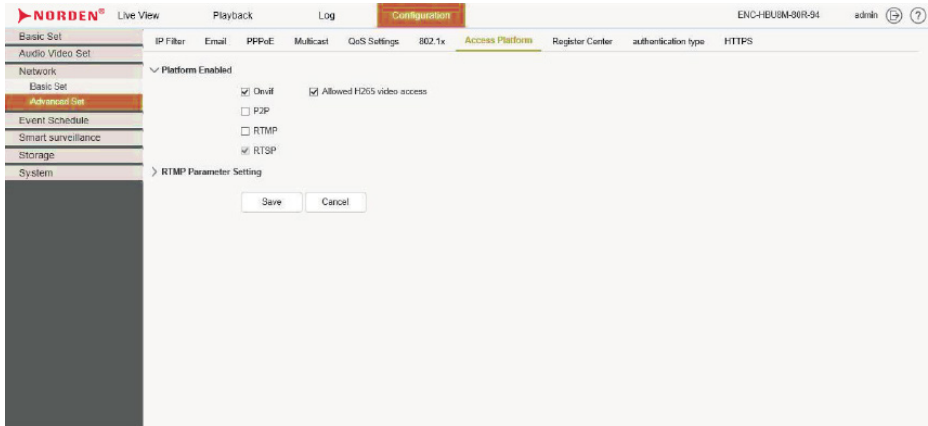 NORDEN® Live View Playback Log Configuration ENC-HBU8M-80R-94 admin ?
Basic Set
Audio Video Set
Network
Basic Set
Advanced Set
Event Schedule
Smart surveillance
Storage
System
IP Filter Email PPPoE Multicast QoS Settings 802.1x Access Platform Register Center authentication type HTTPS
Platform Enabled
Onvif Allowed H265 video access
P2P
RTMP
RTSP
RTMP Parameter Setting
Save Cancel